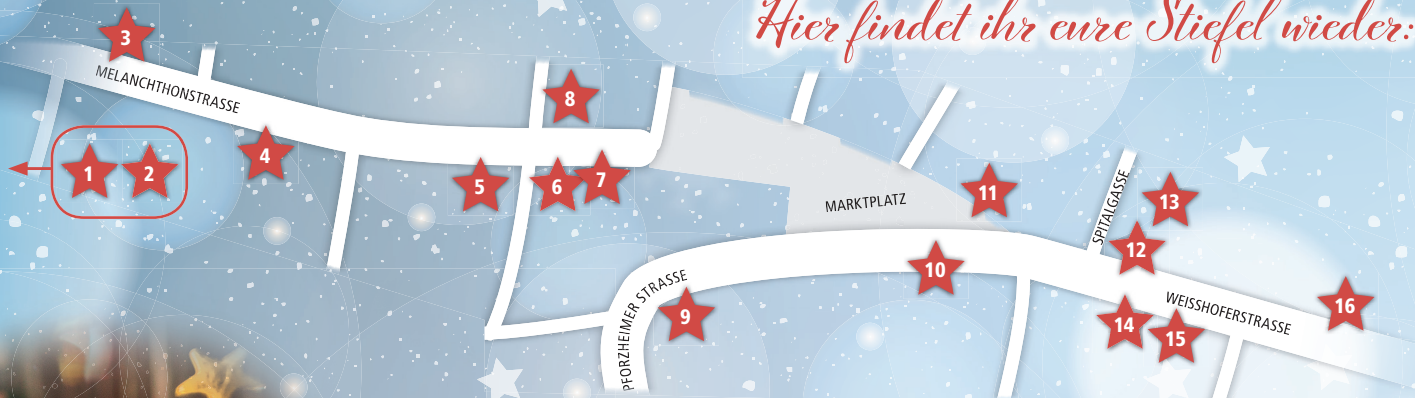 Hier findet ihr eure Stiefel wieder:
3
MELANCHTHONSTRASSE
8
1
2
4
5
6
7
MARKTPLATZ
11
SPITALGASSE
13
12
10
PFORZHEIMER STRASSE
9
WEISSHOFERSTRASSE
14
15
16